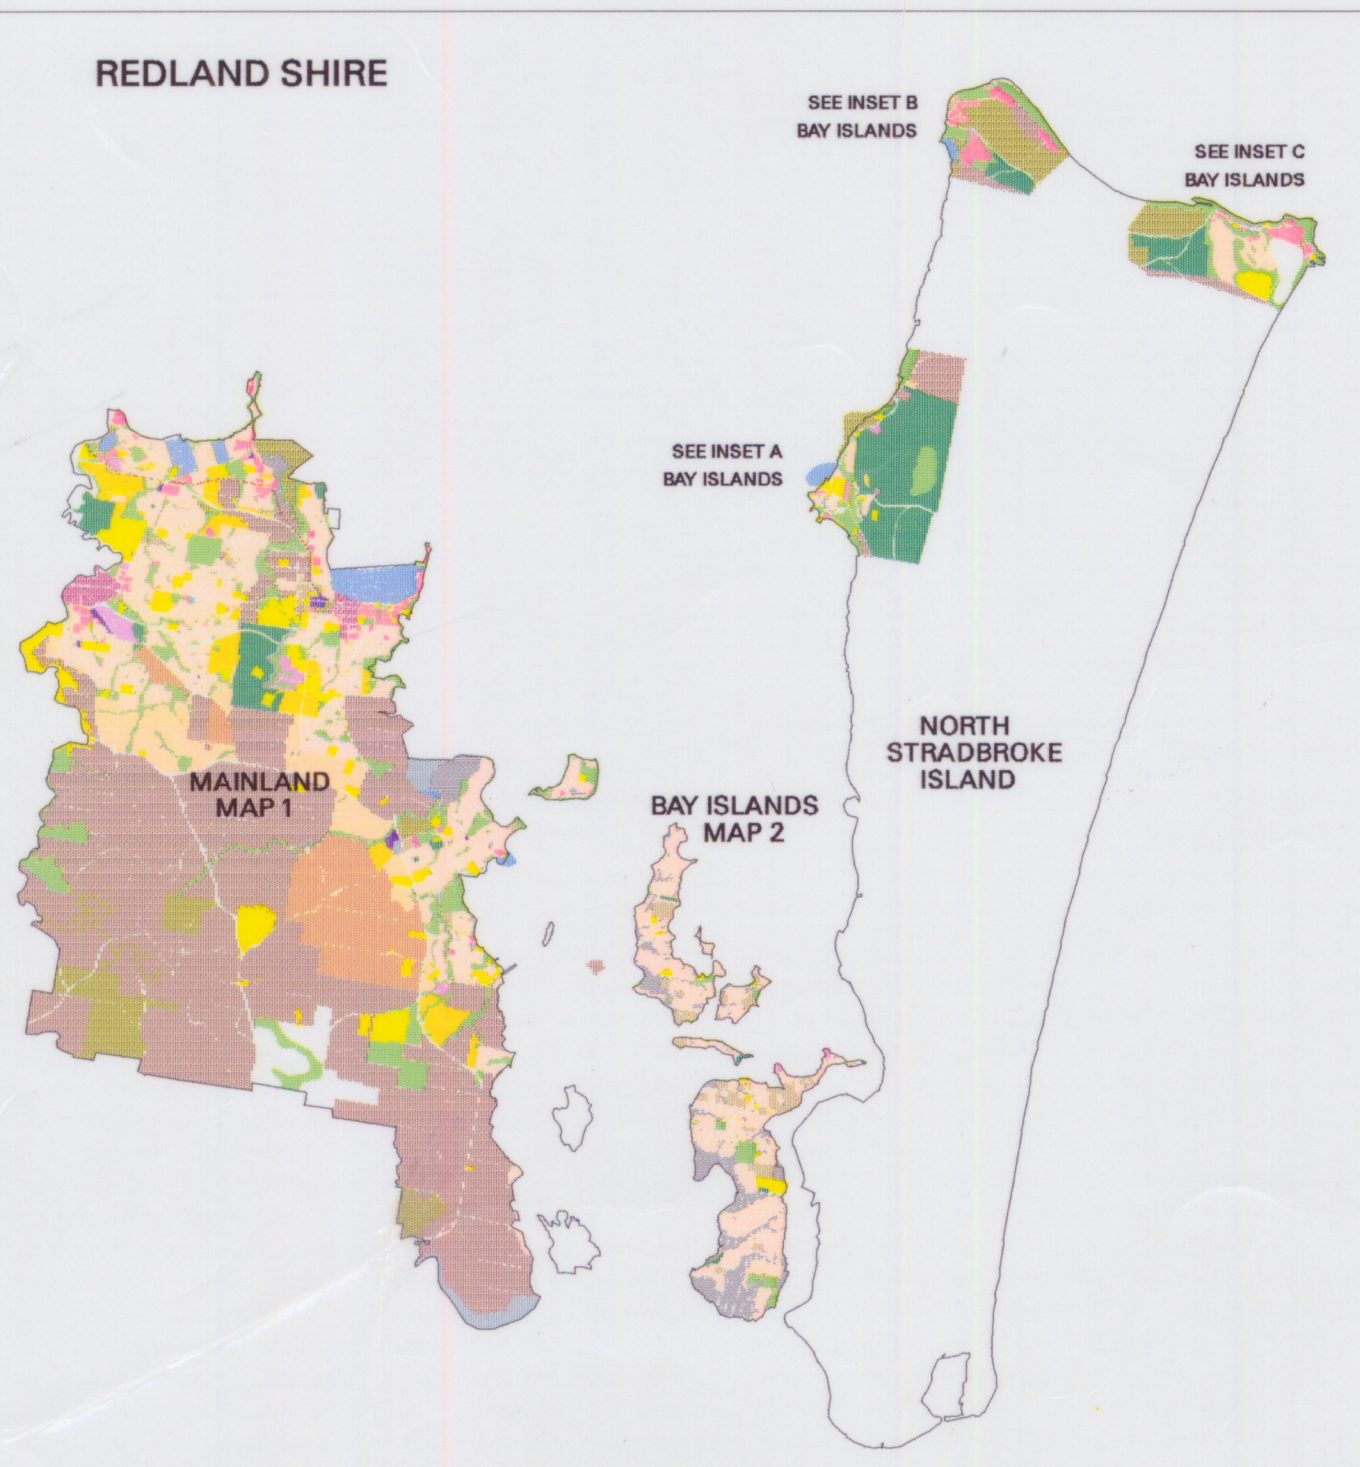 REDLAND SHIRE
SEE INSET B
BAY ISLANDS
SEE INSET C
BAY ISLANDS
SEE INSET A
BAY ISLANDS
NORTH
STRADBROKE
ISLAND
MAINLAND
MAP 1
BAY ISLANDS
MAP 2